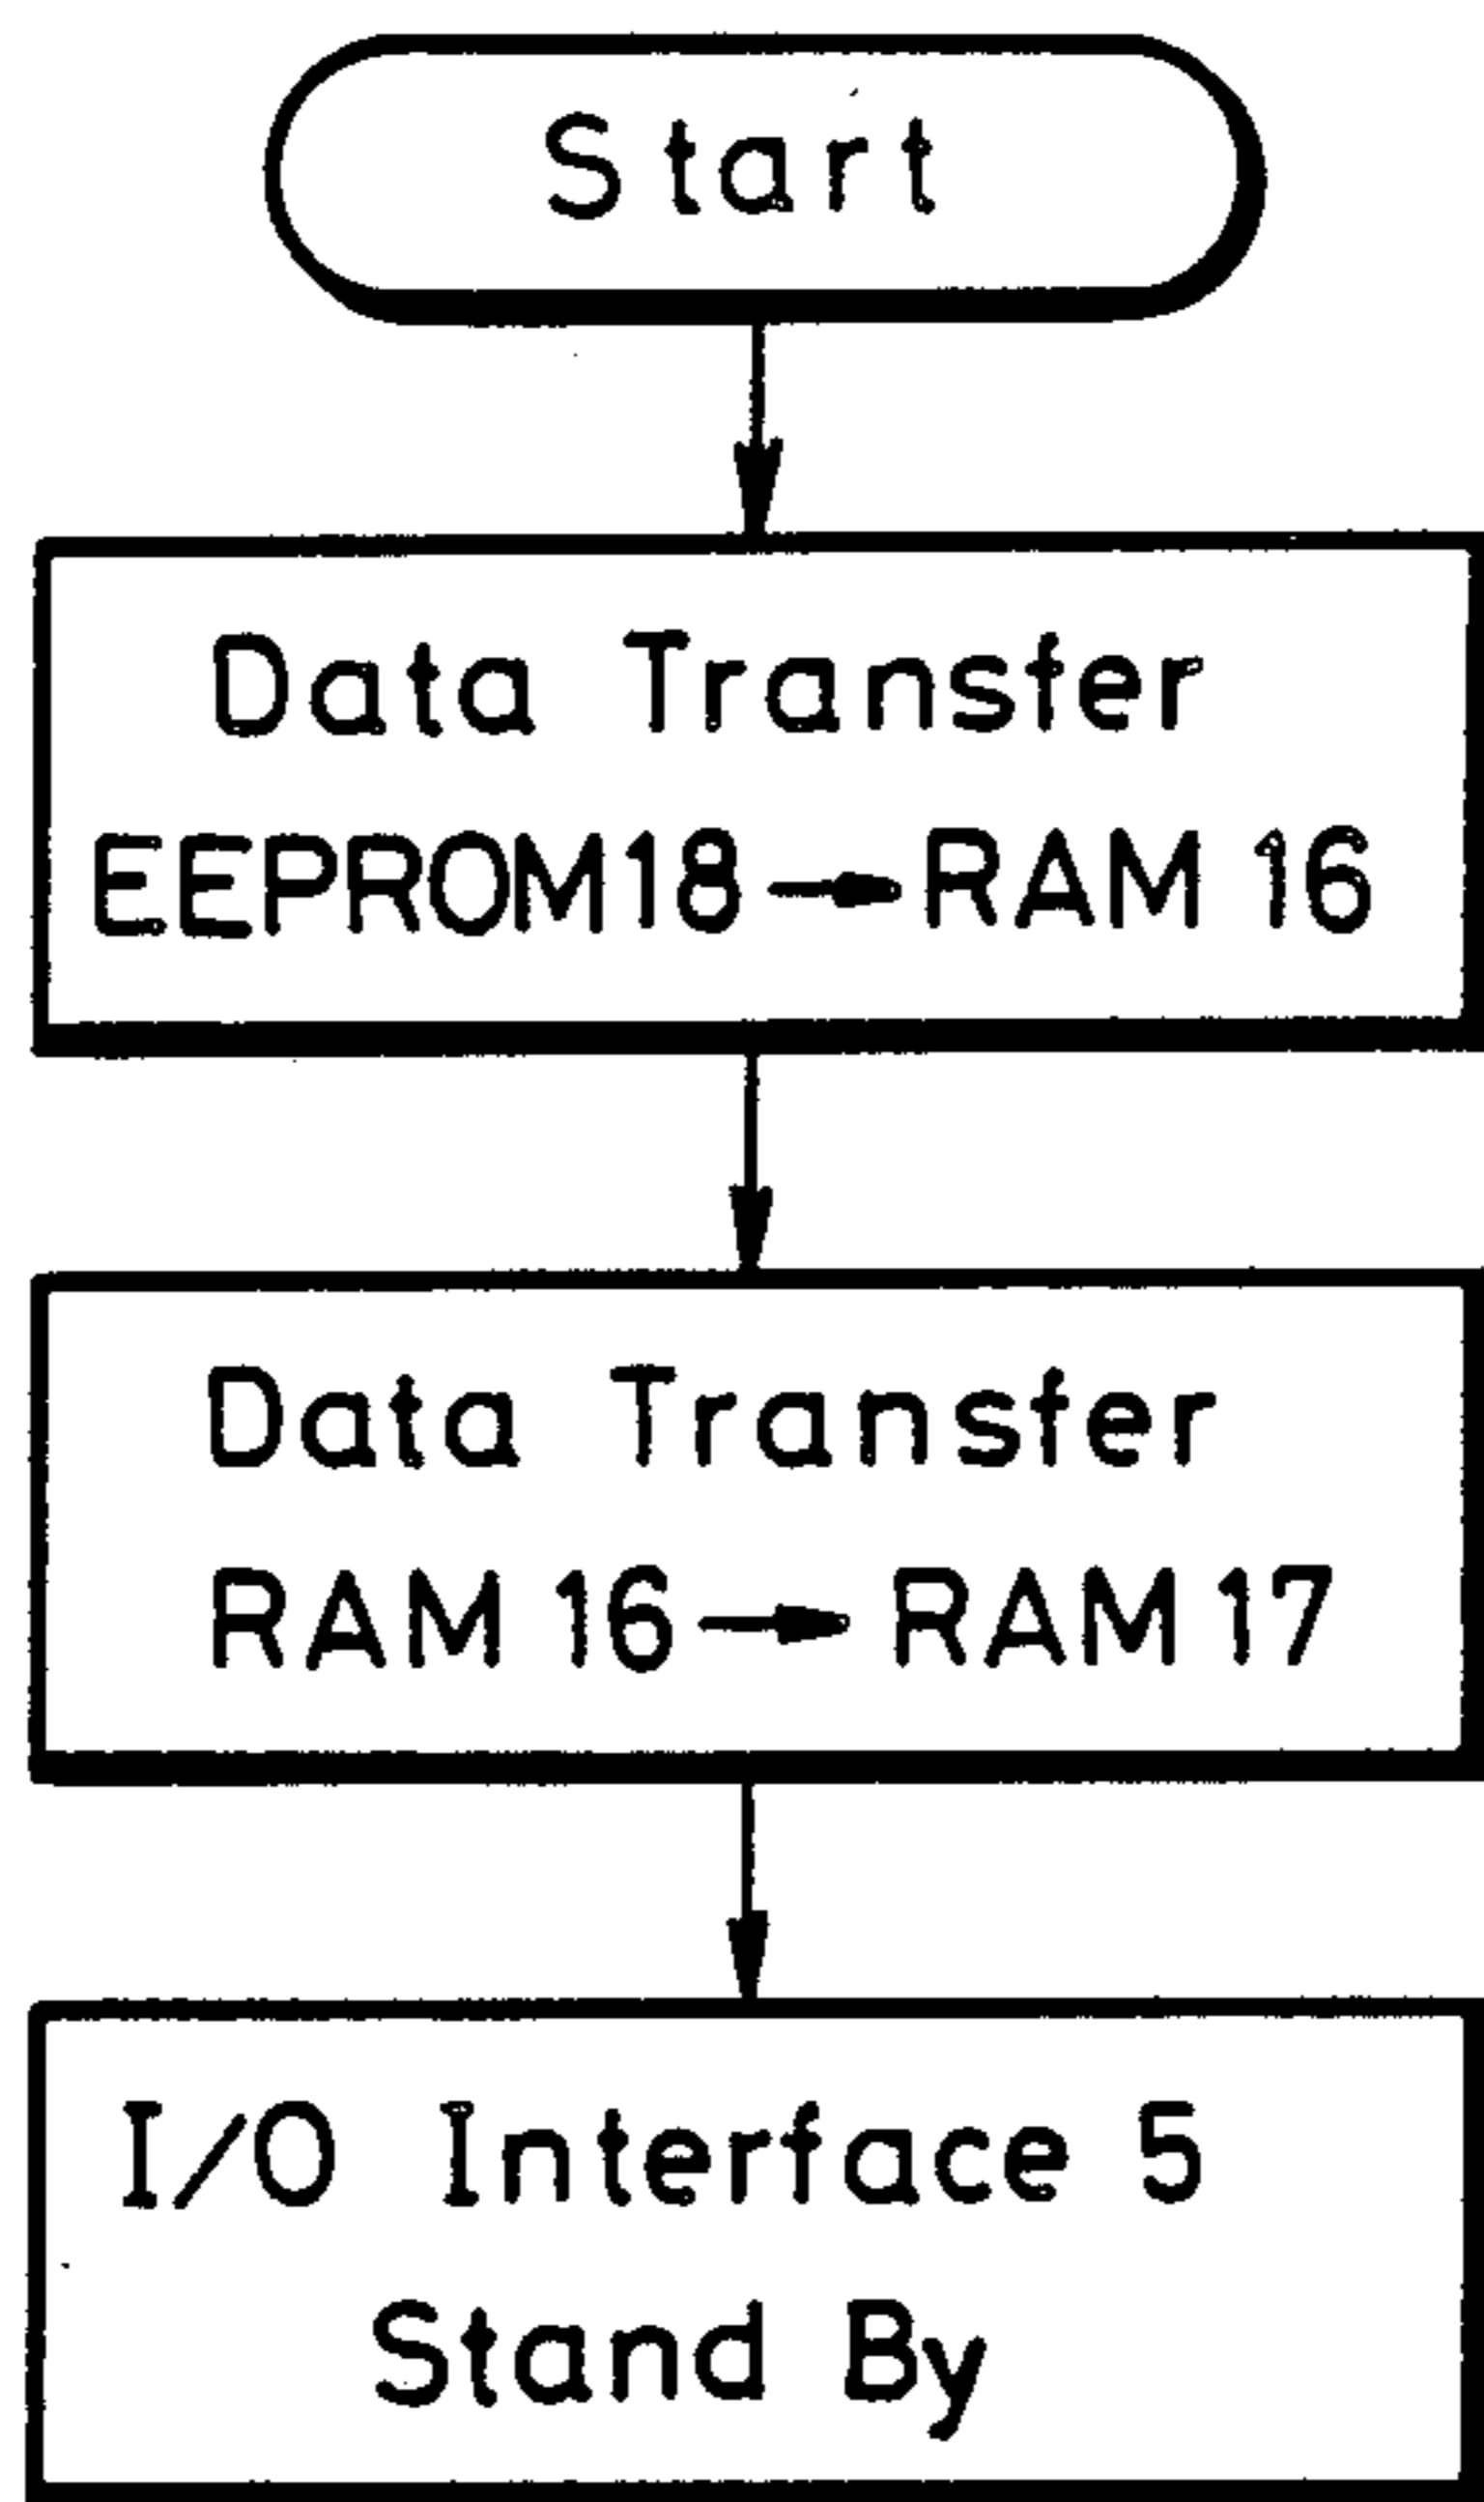 Start
Data Transfer
EEPROM18→RAM 16
Data Transfer
RAM 16→RAM 17
I/O Interface 5
Stand By